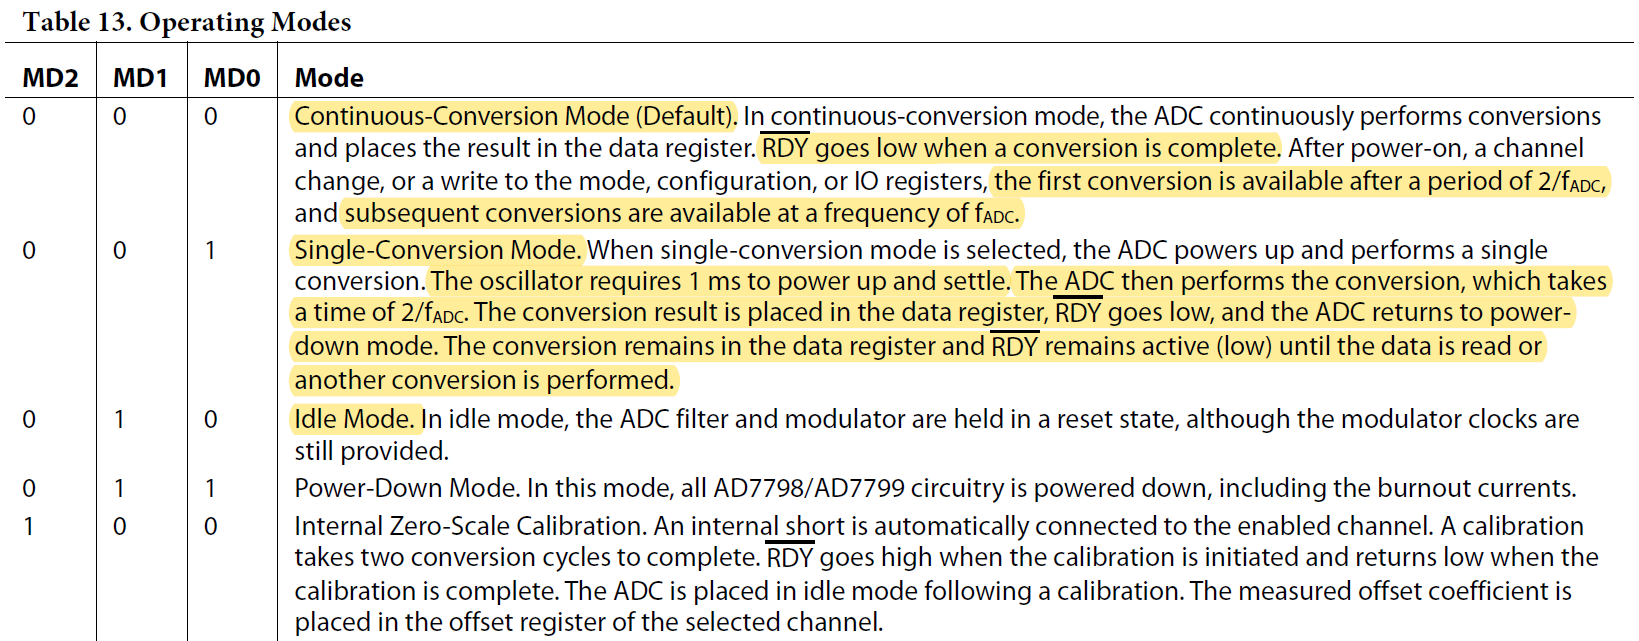 Table 13. Operating Modes
MD2 MD1 MD0 Mode
0 0 0 Continuous-Conversion Mode (Default). In continuous-conversion mode, the ADC continuously performs conversions
and places the result in the data register. RDY goes low when a conversion is complete. After power-on, a channel
change, or a write to the mode, configuration, or IO registers, the first conversion is available after a period of 2/fADC,
and subsequent conversions are available at a frequency of fADC.
0 0 1 Single-Conversion Mode. When single-conversion mode is selected, the ADC powers up and performs a single
conversion. The oscillator requires 1 ms to power up and settle. The ADC then performs the conversion, which takes
a time of 2/fADC. The conversion result is placed in the data register, RDY goes low, and the ADC returns to power-
down mode. The conversion remains in the data register and RDY remains active (low) until the data is read or
another conversion is performed.
0 1 0 Idle Mode. In idle mode, the ADC filter and modulator are held in a reset state, although the modulator clocks are
still provided.
0 1 1 Power-Down Mode. In this mode, all AD7798/AD7799 circuitry is powered down, including the burnout currents.
1 0 0 Internal Zero-Scale Calibration. An internal short is automatically connected to the enabled channel. A calibration
takes two conversion cycles to complete. RDY goes high when the calibration is initiated and returns low when the
calibration is complete. The ADC is placed in idle mode following a calibration. The measured offset coefficient is
placed in the offset register of the selected channel.